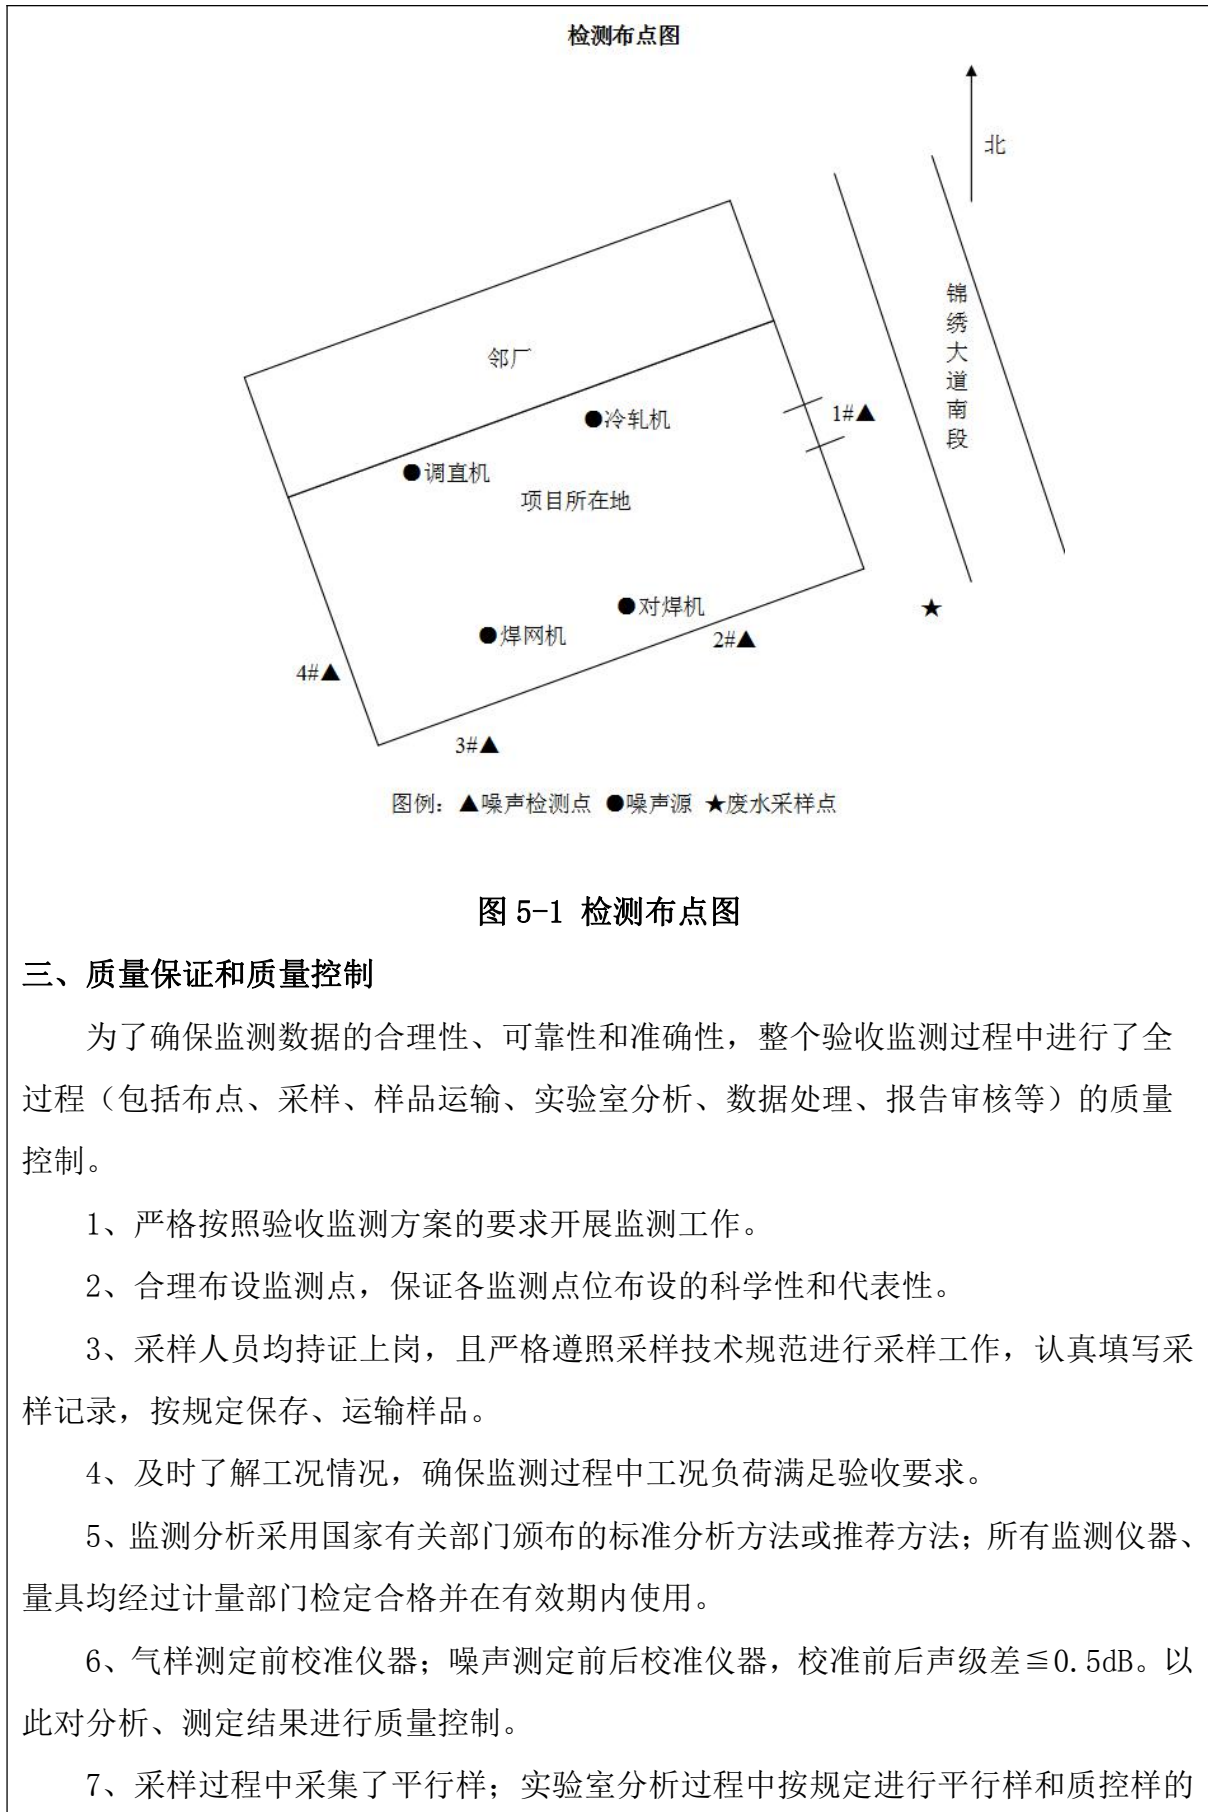 检测布点图
北
锦绣大道南段
邻厂
●冷轧机
1#▲
●调直机
项目所在地
●对焊机
★
●焊网机
2#▲
4#▲
3#▲
图例：▲噪声检测点 ●噪声源 ★废水采样点
图 5-1 检测布点图
三、质量保证和质量控制
为了确保监测数据的合理性、可靠性和准确性，整个验收监测过程中进行了全
过程（包括布点、采样、样品运输、实验室分析、数据处理、报告审核等）的质量
控制。
1、严格按照验收监测方案的要求开展监测工作。
2、合理布设监测点，保证各监测点位布设的科学性和代表性。
3、采样人员均持证上岗，且严格遵照采样技术规范进行采样工作，认真填写采
样记录，按规定保存、运输样品。
4、及时了解工况情况，确保监测过程中工况负荷满足验收要求。
5、监测分析采用国家有关部门颁布的标准分析方法或推荐方法；所有监测仪器、
量具均经过计量部门检定合格并在有效期内使用。
6、气样测定前校准仪器；噪声测定前后校准仪器，校准前后声级差≦0.5dB。以
此对分析、测定结果进行质量控制。
7、采样过程中采集了平行样；实验室分析过程中按规定进行平行样和质控样的